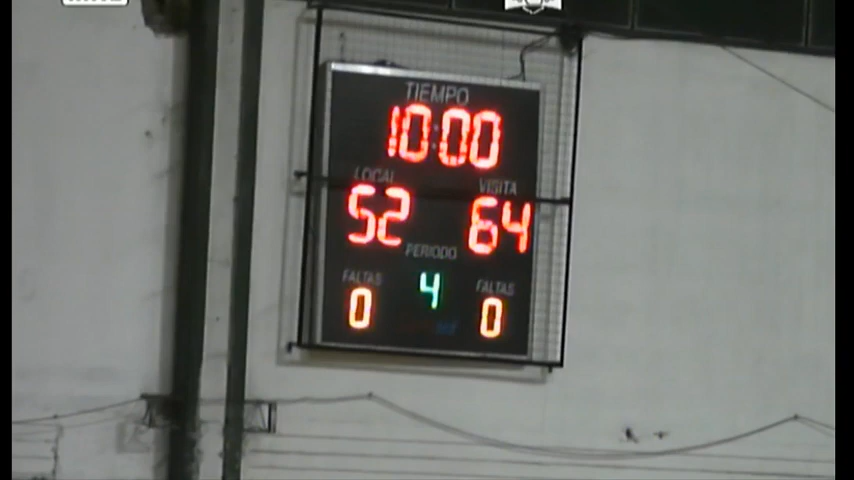 TIEMPO
10:00
LOCAL VISITA
52 64
PERIODO
FALTAS 4 FALTAS
0 0